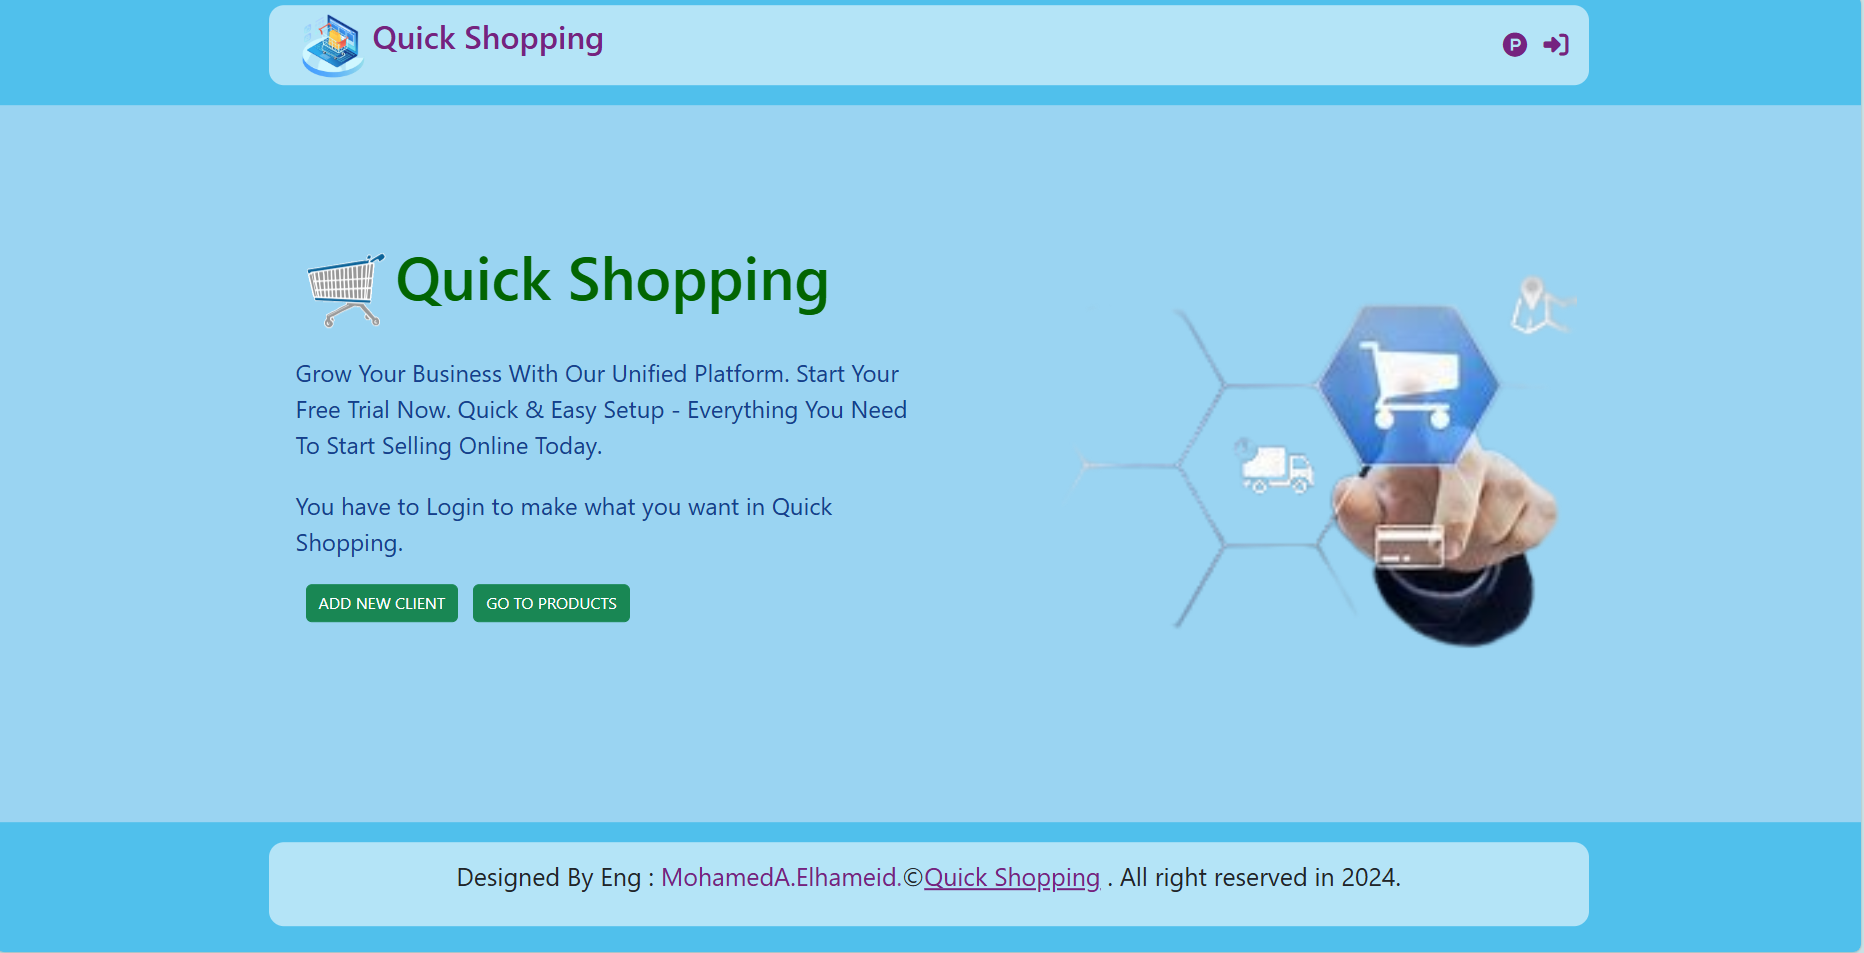 Quick Shopping
P
Quick Shopping
Grow Your Business With Our Unified Platform. Start Your
Free Trial Now. Quick & Easy Setup - Everything You Need
To Start Selling Online Today.
You have to Login to make what you want in Quick
Shopping.
ADD NEW CLIENT
GO TO PRODUCTS
Designed By Eng : MohamedA.Elhameid.©Quick Shopping . All right reserved in 2024.